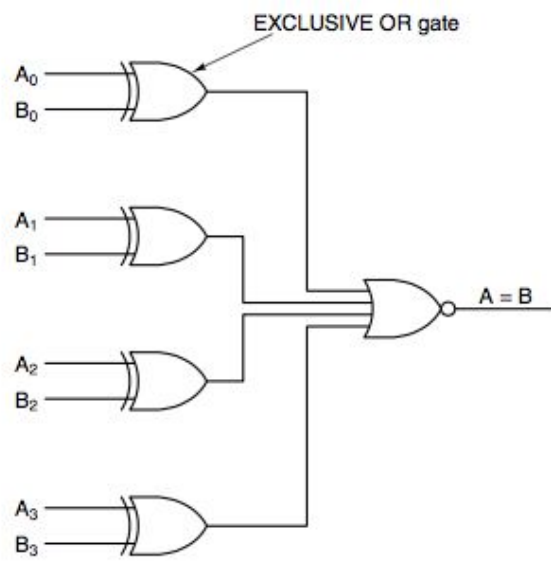 EXCLUSIVE OR gate
A₀
B₀
A₁
B₁
A = B
A₂
B₂
A₃
B₃